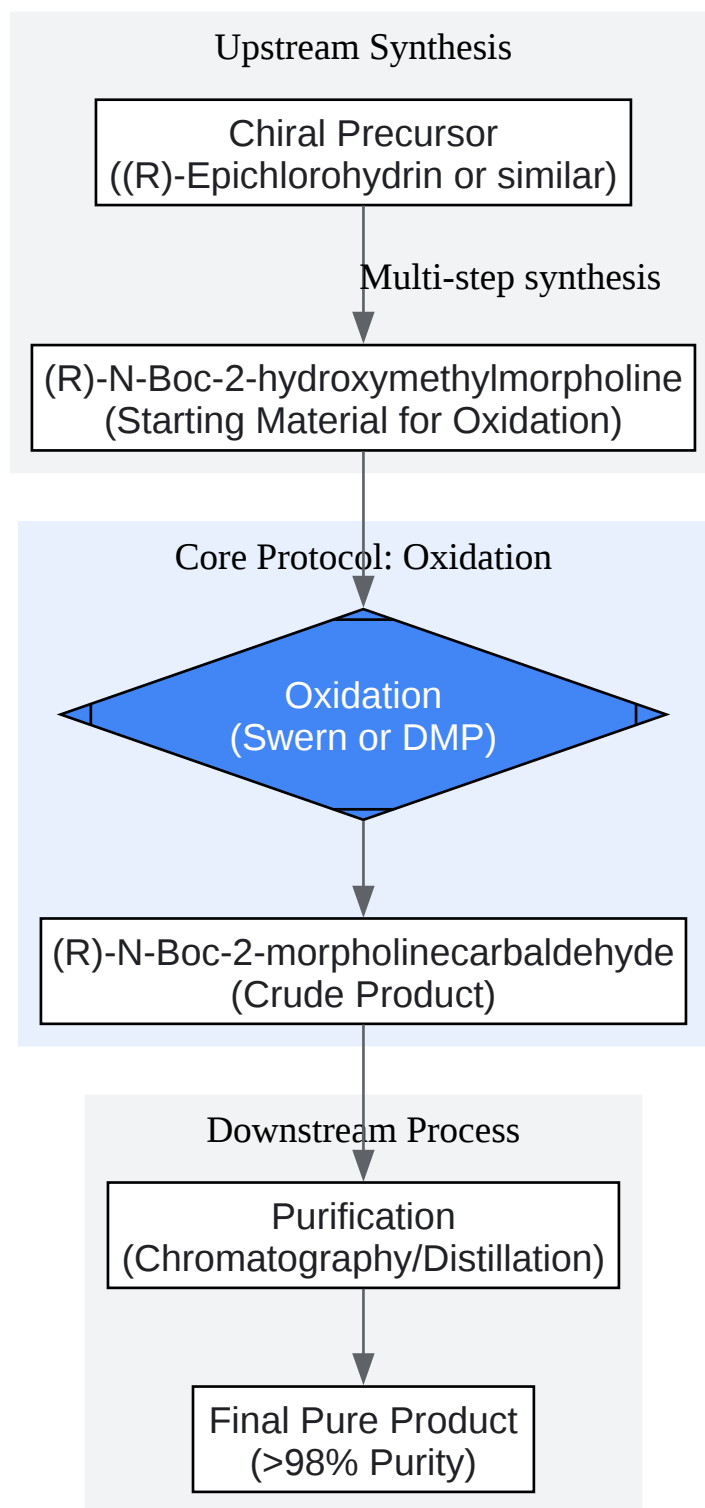 Upstream Synthesis
Chiral Precursor
((R)-Epichlorohydrin or similar)
Multi-step synthesis
(R)-N-Boc-2-hydroxymethylmorpholine
(Starting Material for Oxidation)
Core Protocol: Oxidation
Oxidation
(Swern or DMP)
(R)-N-Boc-2-morpholinecarbaldehyde
(Crude Product)
Downstream Process
Purification
(Chromatography/Distillation)
Final Pure Product
(>98% Purity)